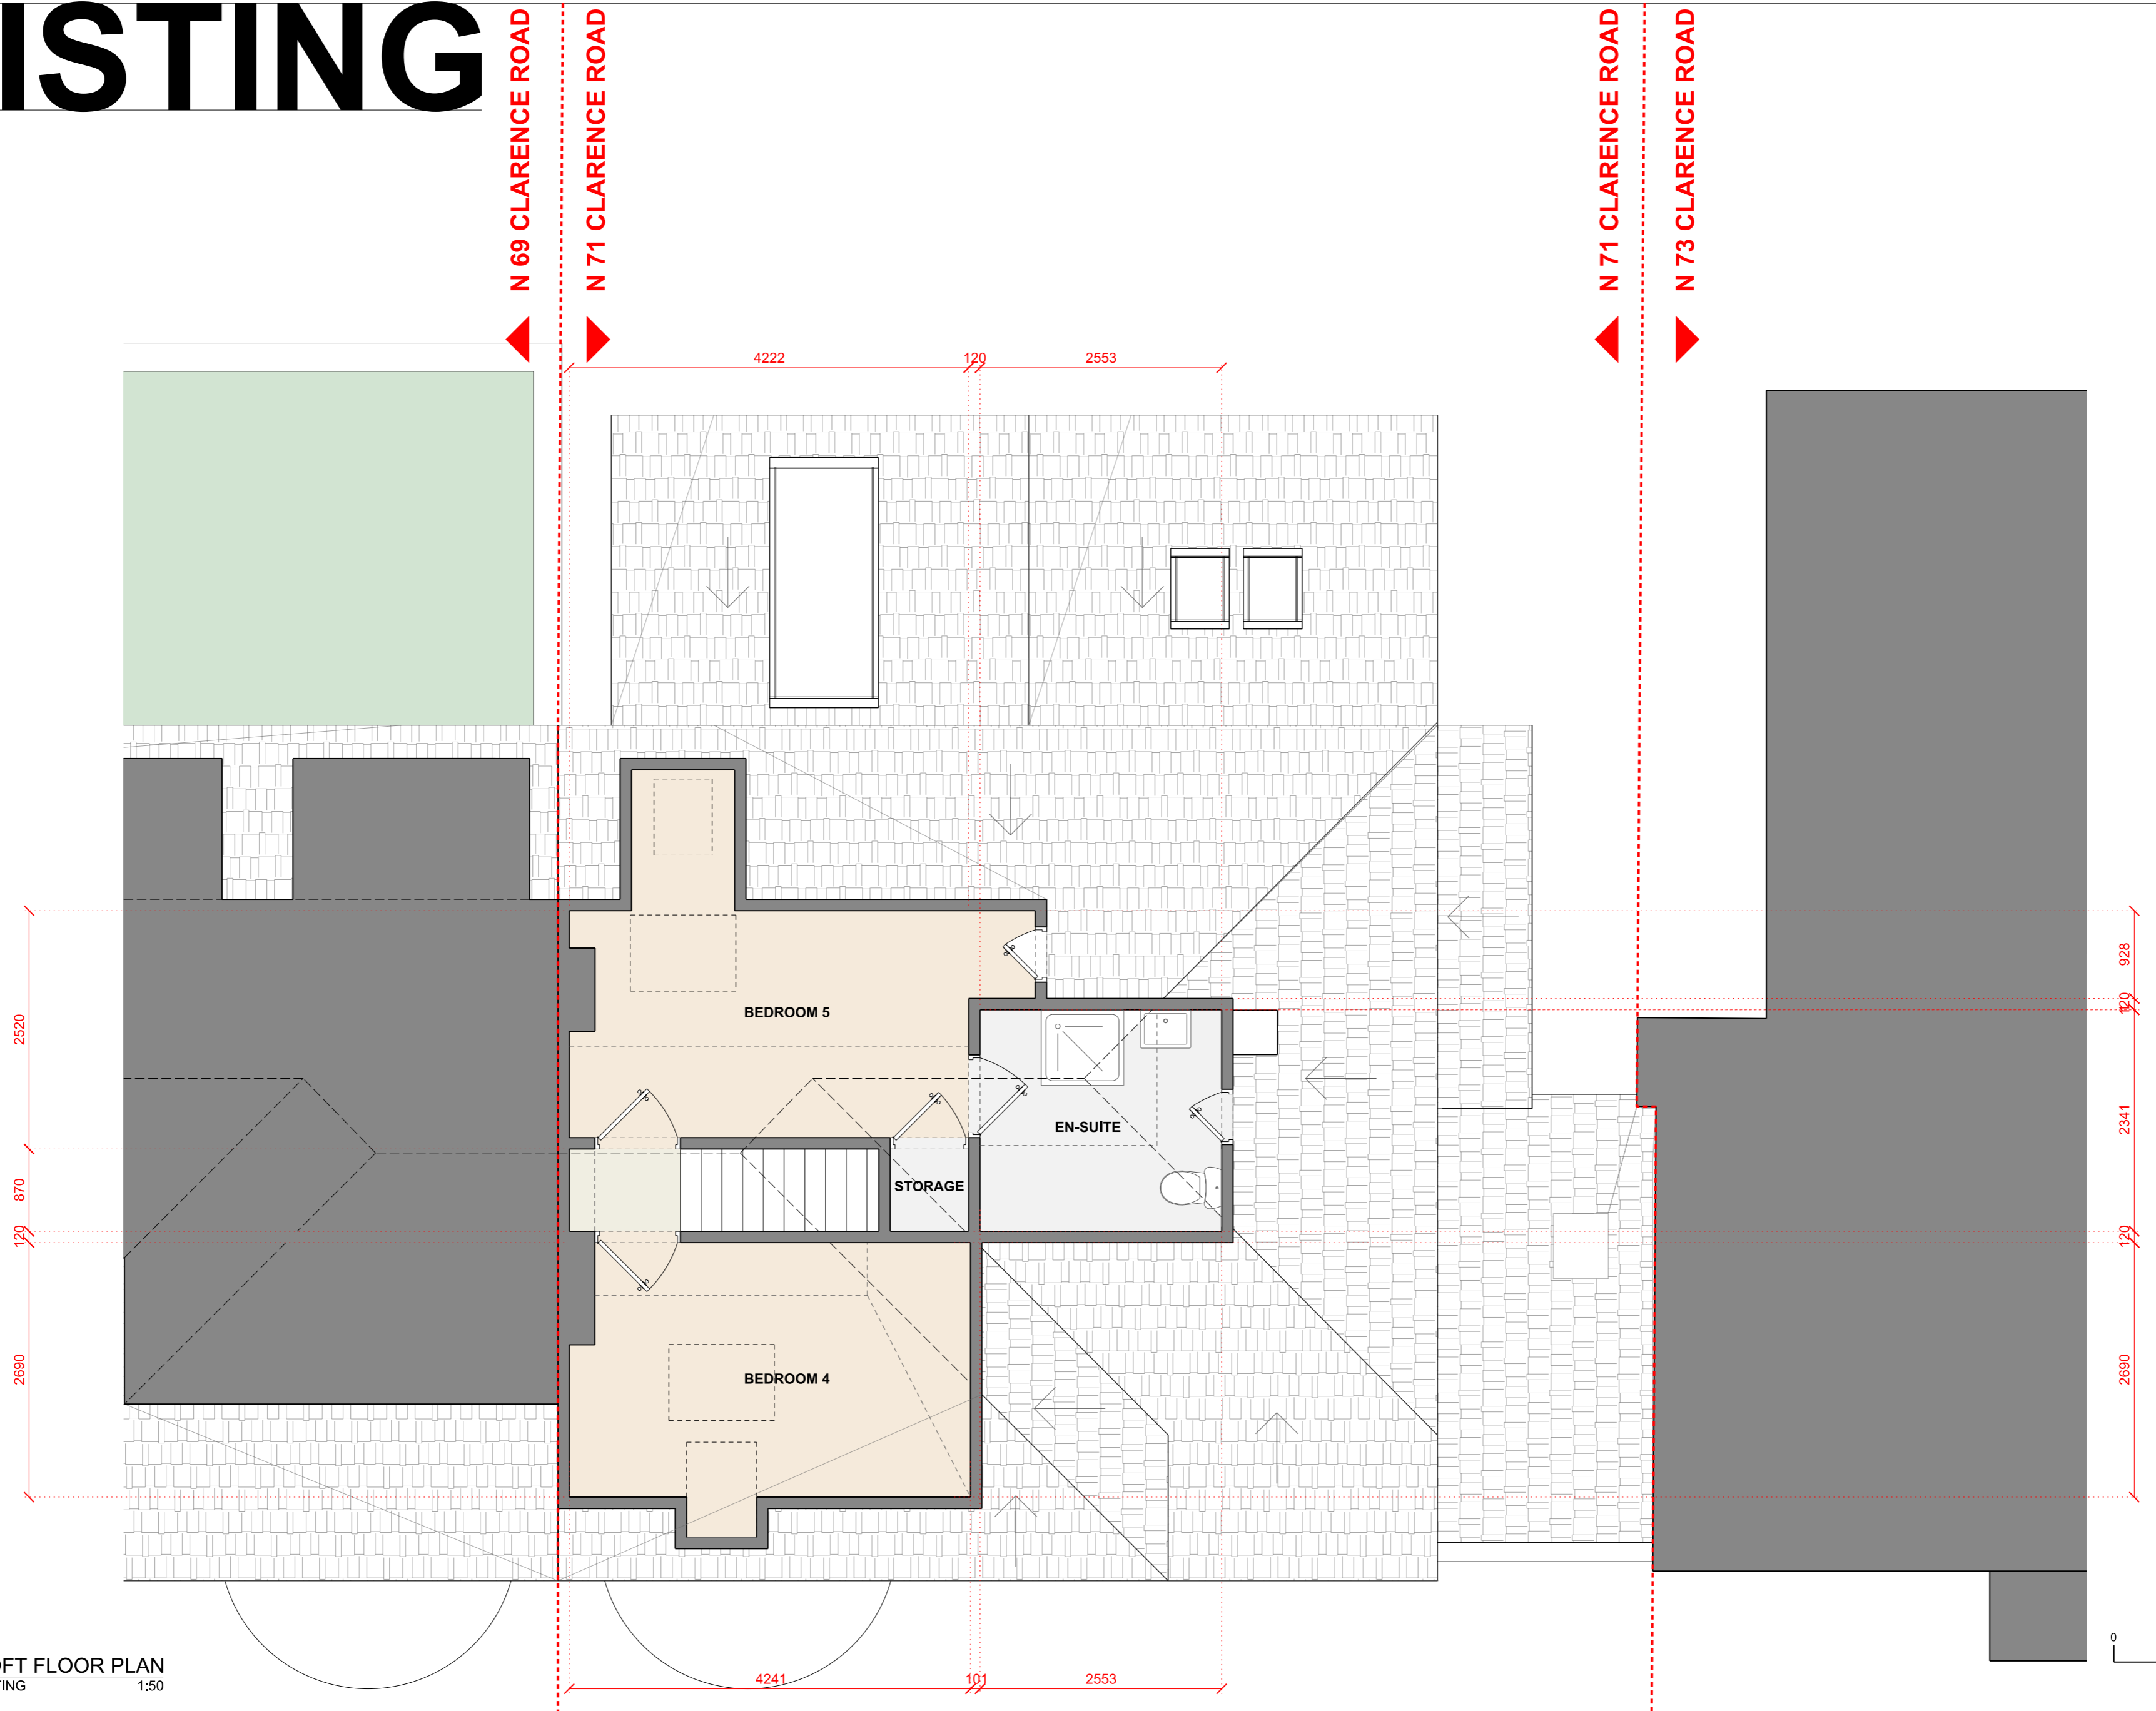 ISTING
N 69 CLARENCE ROAD
N 71 CLARENCE ROAD
N 71 CLARENCE ROAD
N 73 CLARENCE ROAD
4222
120
2553
2520
870
120
2690
928
120
2341
120
2690
BEDROOM 5
EN-SUITE
STORAGE
BEDROOM 4
4241
101
2553
OFT FLOOR PLAN
TING
1:50
0